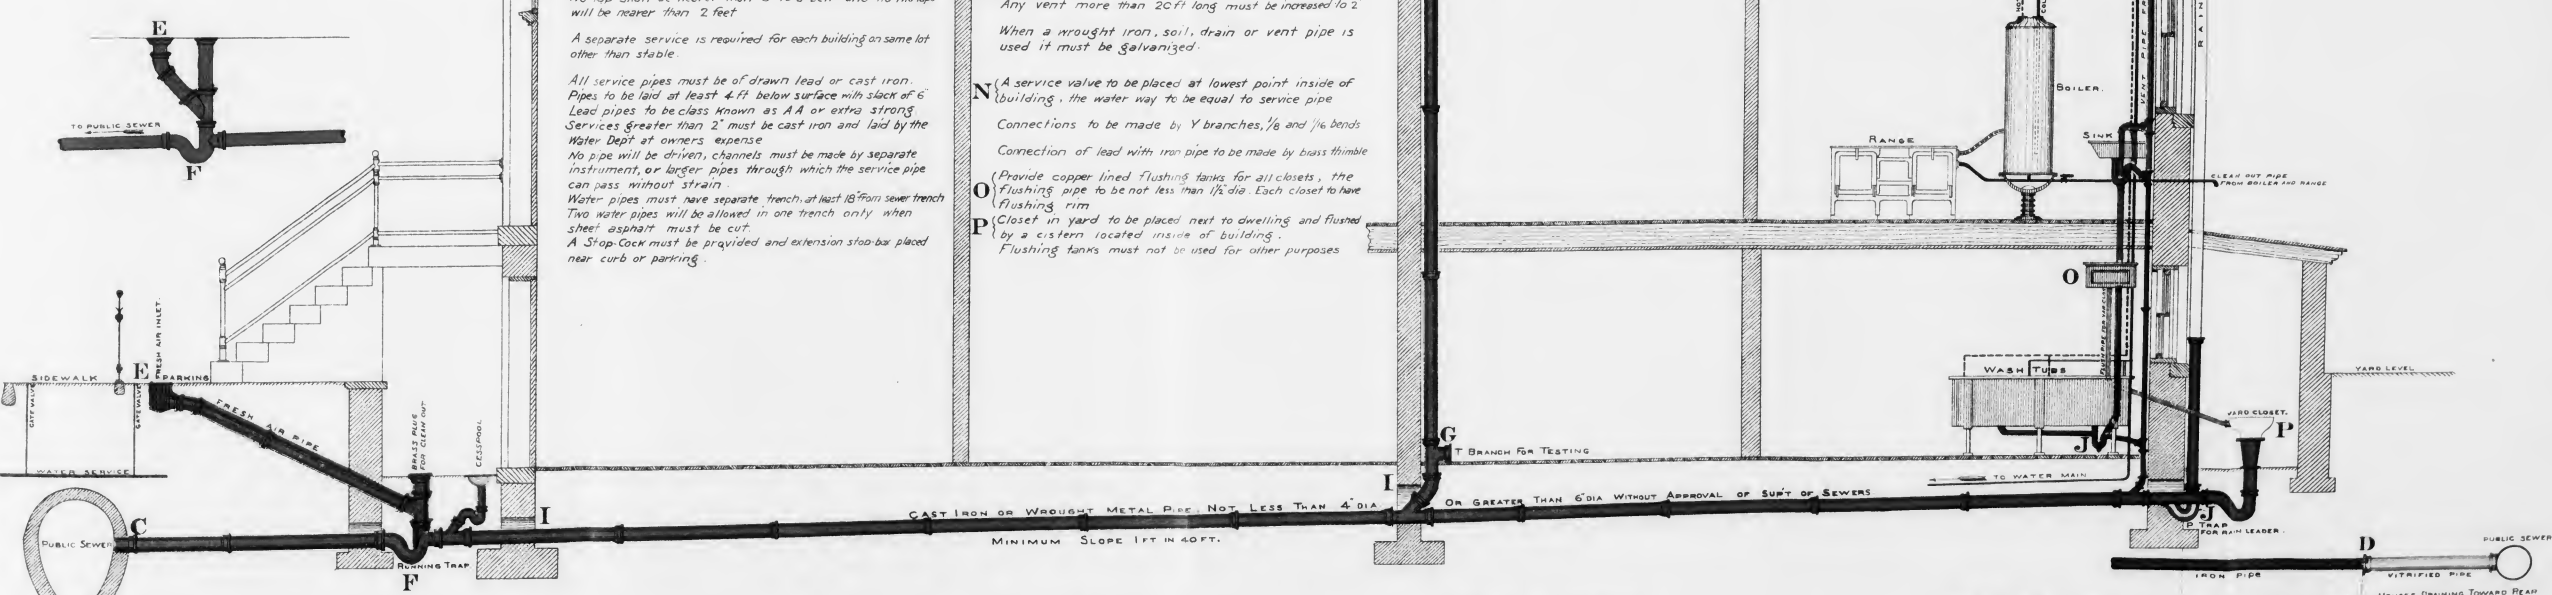 will be nearer than 2 feet
A separate service is required for each building on same lot
other than stable.
All service pipes must be of drawn lead or cast iron.
Pipes to be laid at least 4 ft below surface with slack of 6"
Lead pipes to be class known as AA or extra strong.
Services greater than 2" must be cast iron and laid by the
Water Dep't at owners expense
No pipe will be driven, channels must be made by separate
instrument, or larger pipes through which the service pipe
can pass without strain.
Water pipes must have separate trench, at least 18" from sewer trench
Two water pipes will be allowed in one trench only when
sheet asphalt must be cut.
A Stop-Cock must be provided and extension stop-box placed
near curb or parking.
Any vent more than 20 ft long must be increased to 2"
When a wrought iron, soil, drain or vent pipe is
used it must be galvanized.
N { A service valve to be placed at lowest point inside of
building, the water way to be equal to service pipe
Connections to be made by Y branches, 1/8 and 1/16 bends
Connection of lead with iron pipe to be made by brass thimble
O { Provide copper lined flushing tanks for all closets, the
flushing pipe to be not less than 1½" dia. Each closet to have
flushing rim
P { Closet in yard to be placed next to dwelling and flushed
by a cistern located inside of building.
Flushing tanks must not be used for other purposes
E
TO PUBLIC SEWER
F
SIDEWALK
GATE VALVE
GATE VALVE
WATER SERVICE
E
FRESH AIR INLET.
PARKING
FRESH AIR PIPE
BRASS PLUG
FOR CLEAN OUT
CESSPOOL
PUBLIC SEWER
C
RUNNING TRAP.
F
I
CAST IRON OR WROUGHT METAL PIPE. NOT LESS THAN 4" DIA
OR GREATER THAN 6" DIA WITHOUT APPROVAL OF SUP'T OF SEWERS
MINIMUM SLOPE 1 FT IN 40 FT.
I
G
T BRANCH FOR TESTING
RANGE
BOILER.
SINK
VENT PIPE
RAIN
CLEAN OUT PIPE
FROM BOILER AND RANGE
O
WASH TUBS
J
TO WATER MAIN
YARD LEVEL
YARD CLOSET.
P
J
P TRAP
FOR RAIN LEADER.
D
IRON PIPE
VITRIFIED PIPE
PUBLIC SEWER
HOUSES DRAINING TOWARD REAR